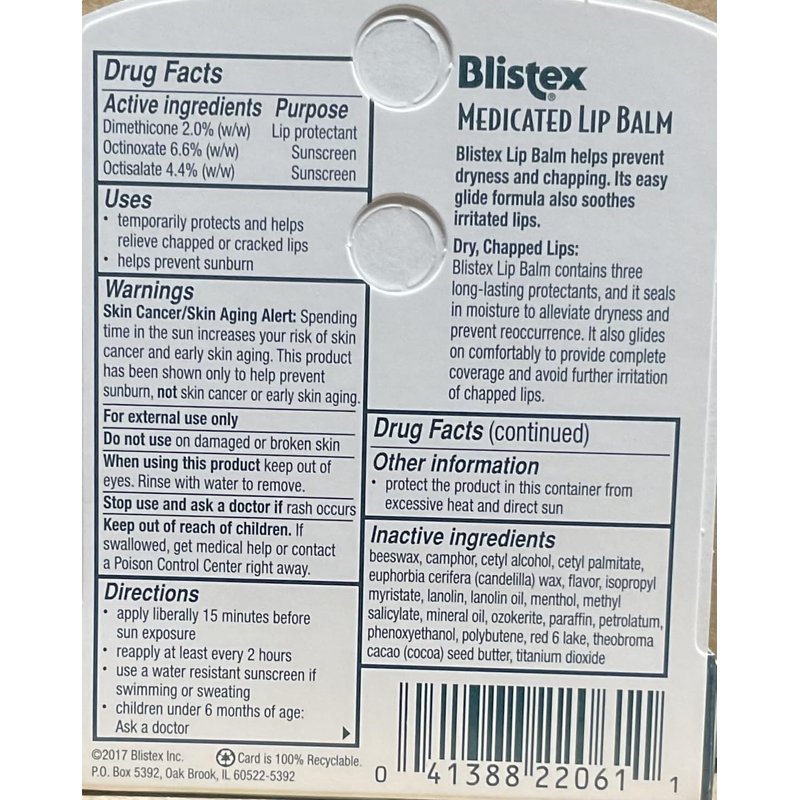 Drug Facts
Active ingredients Purpose
Dimethicone 2.0% (w/w) Lip protectant
Octinoxate 6.6% (w/w) Sunscreen
Octisalate 4.4% (w/w) Sunscreen
Uses
• temporarily protects and helps
relieve chapped or cracked lips
• helps prevent sunburn
Warnings
Skin Cancer/Skin Aging Alert: Spending
time in the sun increases your risk of skin
cancer and early skin aging. This product
has been shown only to help prevent
sunburn, not skin cancer or early skin aging.
For external use only
Do not use on damaged or broken skin
When using this product keep out of
eyes. Rinse with water to remove.
Stop use and ask a doctor if rash occurs
Keep out of reach of children. If
swallowed, get medical help or contact
a Poison Control Center right away.
Directions
• apply liberally 15 minutes before
sun exposure
• reapply at least every 2 hours
• use a water resistant sunscreen if
swimming or sweating
• children under 6 months of age:
Ask a doctor
©2017 Blistex Inc. Card is 100% Recyclable.
P.O. Box 5392, Oak Brook, IL 60522-5392
Blistex®
MEDICATED LIP BALM
Blistex Lip Balm helps prevent
dryness and chapping. Its easy
glide formula also soothes
irritated lips.
Dry, Chapped Lips:
Blistex Lip Balm contains three
long-lasting protectants, and it seals
in moisture to alleviate dryness and
prevent reoccurrence. It also glides
on comfortably to provide complete
coverage and avoid further irritation
of chapped lips.
Drug Facts (continued)
Other information
• protect the product in this container from
excessive heat and direct sun
Inactive ingredients
beeswax, camphor, cetyl alcohol, cetyl palmitate,
euphorbia cerifera (candelilla) wax, flavor, isopropyl
myristate, lanolin, lanolin oil, menthol, methyl
salicylate, mineral oil, ozokerite, paraffin, petrolatum,
phenoxyethanol, polybutene, red 6 lake, theobroma
cacao (cocoa) seed butter, titanium dioxide
0 41388 22061 1